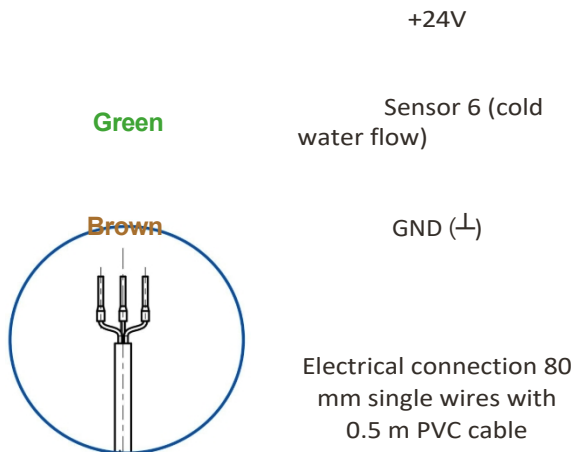 +24V
Green
Sensor 6 (cold
water flow)
Brown
GND (┴)
Electrical connection 80
mm single wires with
0.5 m PVC cable